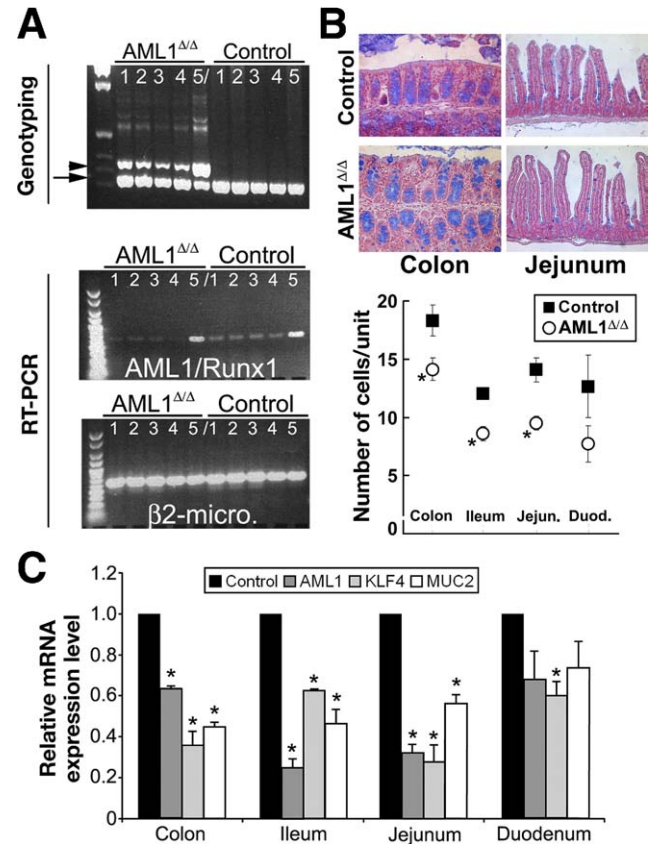 A
AML1Δ/Δ Control
1 2 3 4 5/ 1 2 3 4 5
Genotyping
AML1Δ/Δ Control
1 2 3 4 5/1 2 3 4 5
AML1/Runx1
RT-PCR
AML1Δ/Δ Control
1 2 3 4 5 /1 2 3 4 5
β2-micro.
B
Control
AML1Δ/Δ
Colon Jejunum
Number of cells/unit
20
15
10
5
0
Control
AML1Δ/Δ
*
*
*
Colon Ileum Jejun. Duod.
C
Relative mRNA
expression level
1.2
1.0
0.8
0.6
0.4
0.2
0
Control AML1 KLF4 MUC2
* * *
* * *
* * *
*
Colon Ileum Jejunum Duodenum